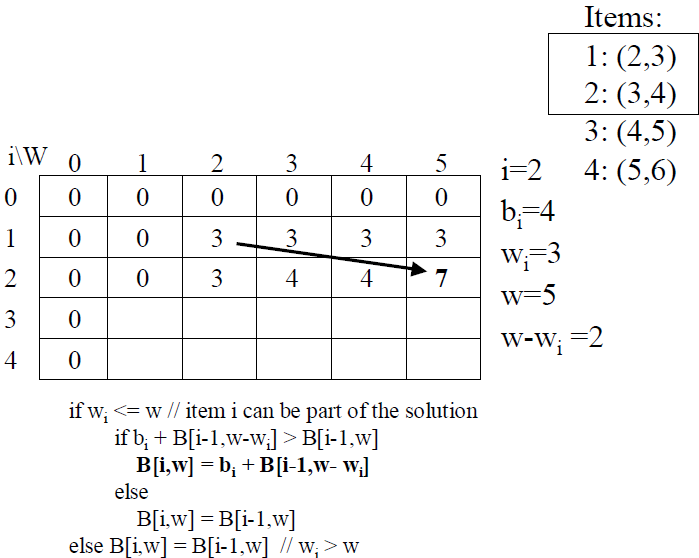 Items:
1: (2,3)
2: (3,4)
3: (4,5)
4: (5,6)
i\W 0 1 2 3 4 5
0 0 0 0 0 0 0
1 0 0 3 3 3 3
2 0 0 3 4 4 7
3 0
4 0
i=2
bi=4
wi=3
w=5
w-wi =2
if wi <= w // item i can be part of the solution
if bi + B[i-1,w-wi] > B[i-1,w]
B[i,w] = bi + B[i-1,w- wi]
else
B[i,w] = B[i-1,w]
else B[i,w] = B[i-1,w] // wi > w